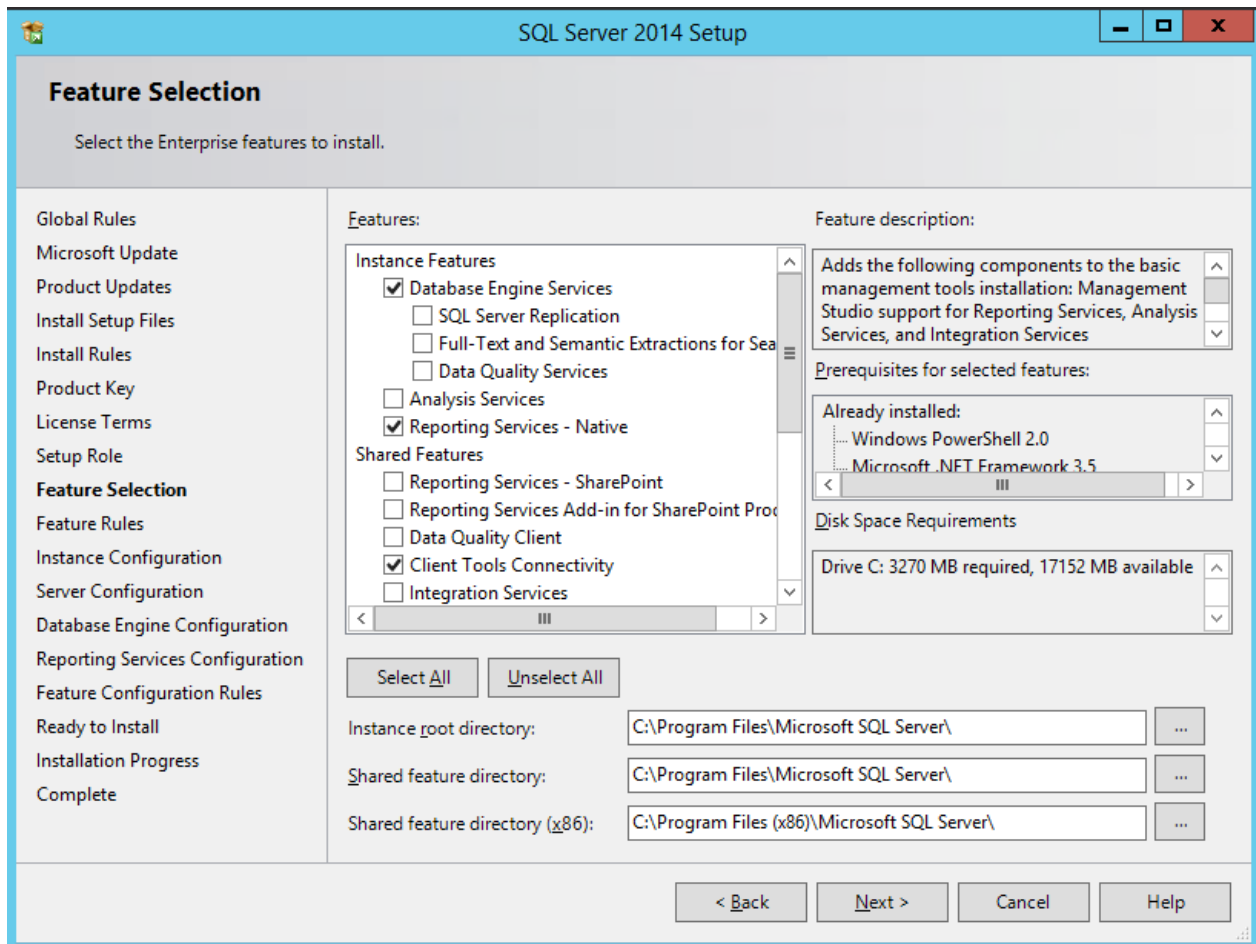 SQL Server 2014 Setup
Feature Selection
Select the Enterprise features to install.
Global Rules
Microsoft Update
Product Updates
Install Setup Files
Install Rules
Product Key
License Terms
Setup Role
Feature Selection
Feature Rules
Instance Configuration
Server Configuration
Database Engine Configuration
Reporting Services Configuration
Feature Configuration Rules
Ready to Install
Installation Progress
Complete
Features:
Instance Features
Database Engine Services
SQL Server Replication
Full-Text and Semantic Extractions for Sea
Data Quality Services
Analysis Services
Reporting Services - Native
Shared Features
Reporting Services - SharePoint
Reporting Services Add-in for SharePoint Proc
Data Quality Client
Client Tools Connectivity
Integration Services
Feature description:
Adds the following components to the basic
management tools installation: Management
Studio support for Reporting Services, Analysis
Services, and Integration Services
Prerequisites for selected features:
Already installed:
Windows PowerShell 2.0
Microsoft .NET Framework 3.5
Disk Space Requirements
Drive C: 3270 MB required, 17152 MB available
Select All
Unselect All
Instance root directory:
C:\Program Files\Microsoft SQL Server\
...
Shared feature directory:
C:\Program Files\Microsoft SQL Server\
...
Shared feature directory (x86):
C:\Program Files (x86)\Microsoft SQL Server\
...
< Back
Next >
Cancel
Help